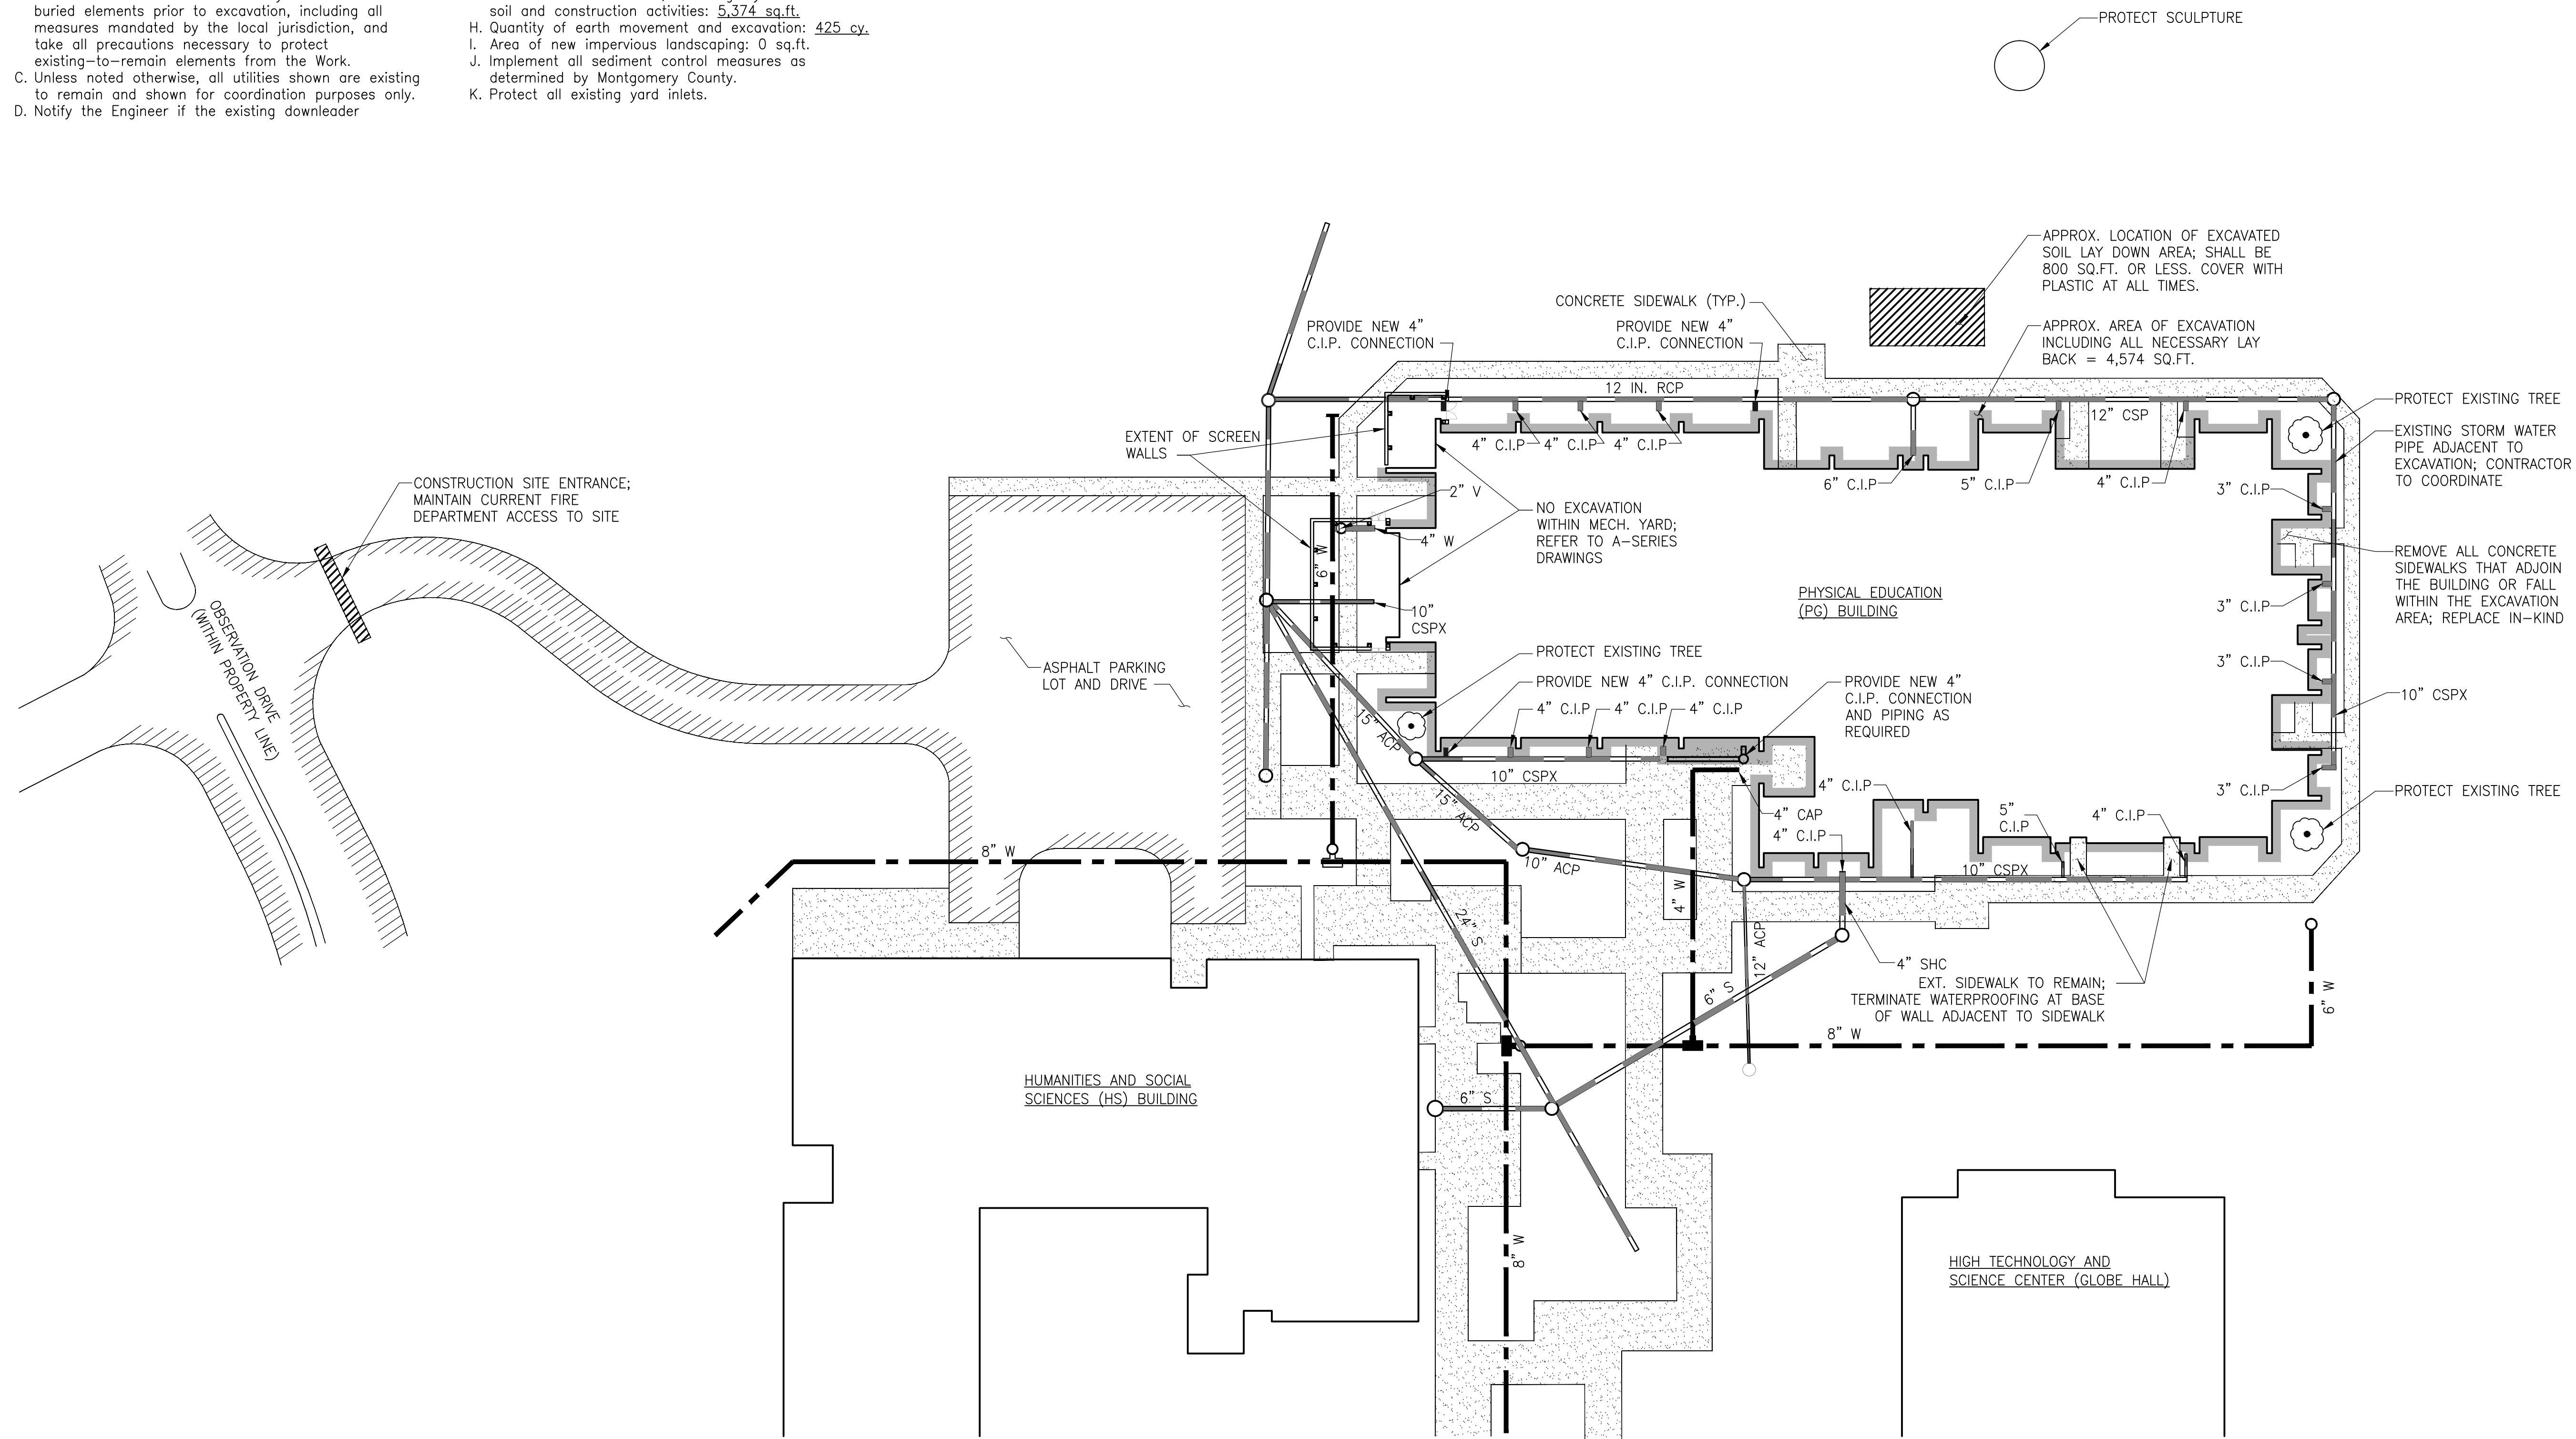 buried elements prior to excavation, including all
measures mandated by the local jurisdiction, and
take all precautions necessary to protect
existing-to-remain elements from the Work.
C. Unless noted otherwise, all utilities shown are existing
to remain and shown for coordination purposes only.
D. Notify the Engineer if the existing downleader
soil and construction activities: 5,374 sq.ft.
H. Quantity of earth movement and excavation: 425 cy.
I. Area of new impervious landscaping: 0 sq.ft.
J. Implement all sediment control measures as
determined by Montgomery County.
K. Protect all existing yard inlets.
PROTECT SCULPTURE
APPROX. LOCATION OF EXCAVATED
SOIL LAY DOWN AREA; SHALL BE
800 SQ.FT. OR LESS. COVER WITH
PLASTIC AT ALL TIMES.
CONCRETE SIDEWALK (TYP.)
PROVIDE NEW 4"
C.I.P. CONNECTION
PROVIDE NEW 4"
C.I.P. CONNECTION
APPROX. AREA OF EXCAVATION
INCLUDING ALL NECESSARY LAY
BACK = 4,574 SQ.FT.
12 IN. RCP
12" CSP
PROTECT EXISTING TREE
EXTENT OF SCREEN
WALLS
4" C.I.P
4" C.I.P
4" C.I.P
6" C.I.P
5" C.I.P
4" C.I.P
EXISTING STORM WATER
PIPE ADJACENT TO
EXCAVATION; CONTRACTOR
TO COORDINATE
3" C.I.P
CONSTRUCTION SITE ENTRANCE;
MAINTAIN CURRENT FIRE
DEPARTMENT ACCESS TO SITE
2" V
NO EXCAVATION
WITHIN MECH. YARD;
REFER TO A-SERIES
DRAWINGS
4" W
6" W
REMOVE ALL CONCRETE
SIDEWALKS THAT ADJOIN
THE BUILDING OR FALL
WITHIN THE EXCAVATION
AREA; REPLACE IN-KIND
PHYSICAL EDUCATION
(PG) BUILDING
10"
CSPX
3" C.I.P
OBSERVATION DRIVE
(WITHIN PROPERTY LINE)
ASPHALT PARKING
LOT AND DRIVE
PROTECT EXISTING TREE
PROVIDE NEW 4" C.I.P. CONNECTION
PROVIDE NEW 4"
C.I.P. CONNECTION
AND PIPING AS
REQUIRED
3" C.I.P
10" CSPX
15" ACP
4" C.I.P
4" C.I.P
4" C.I.P
10" CSPX
4" C.I.P
3" C.I.P
PROTECT EXISTING TREE
15" ACP
4" CAP
4" C.I.P
5"
C.I.P
4" C.I.P
8" W
10" ACP
10" CSPX
4" W
24" S
12" ACP
4" SHC
EXT. SIDEWALK TO REMAIN;
TERMINATE WATERPROOFING AT BASE
OF WALL ADJACENT TO SIDEWALK
6" S
6" W
8" W
HUMANITIES AND SOCIAL
SCIENCES (HS) BUILDING
6" S
8" W
HIGH TECHNOLOGY AND
SCIENCE CENTER (GLOBE HALL)